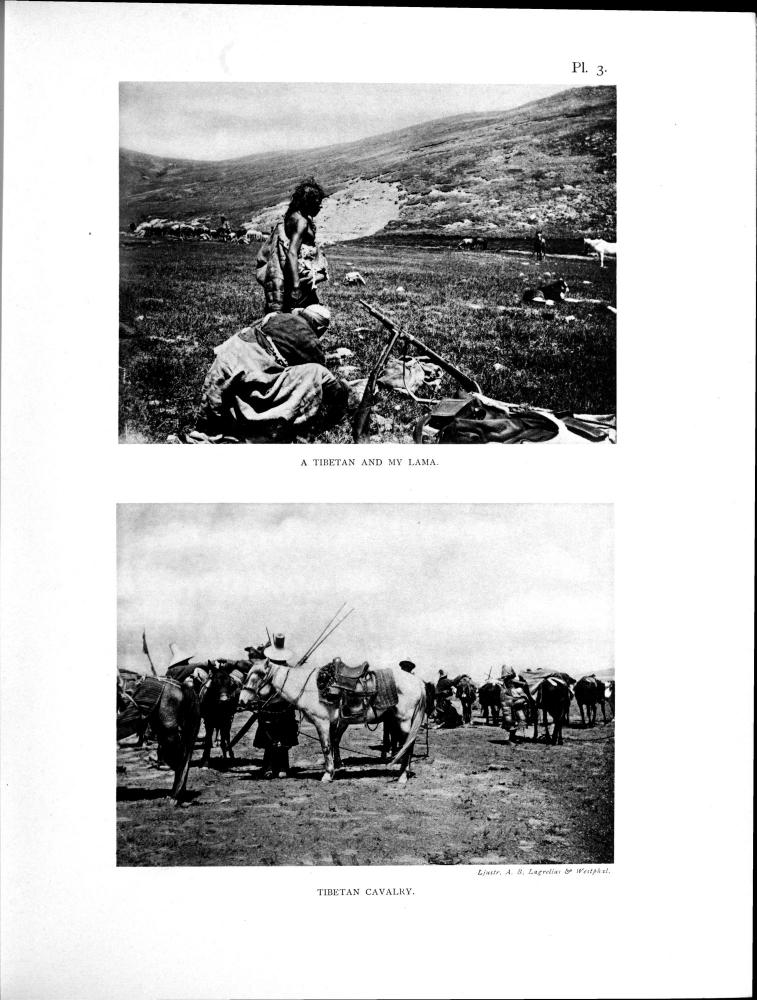 Pl. 3.
A TIBETAN AND MY LAMA.
Ljustr. A. B. Lagrelius & Westphal.
TIBETAN CAVALRY.